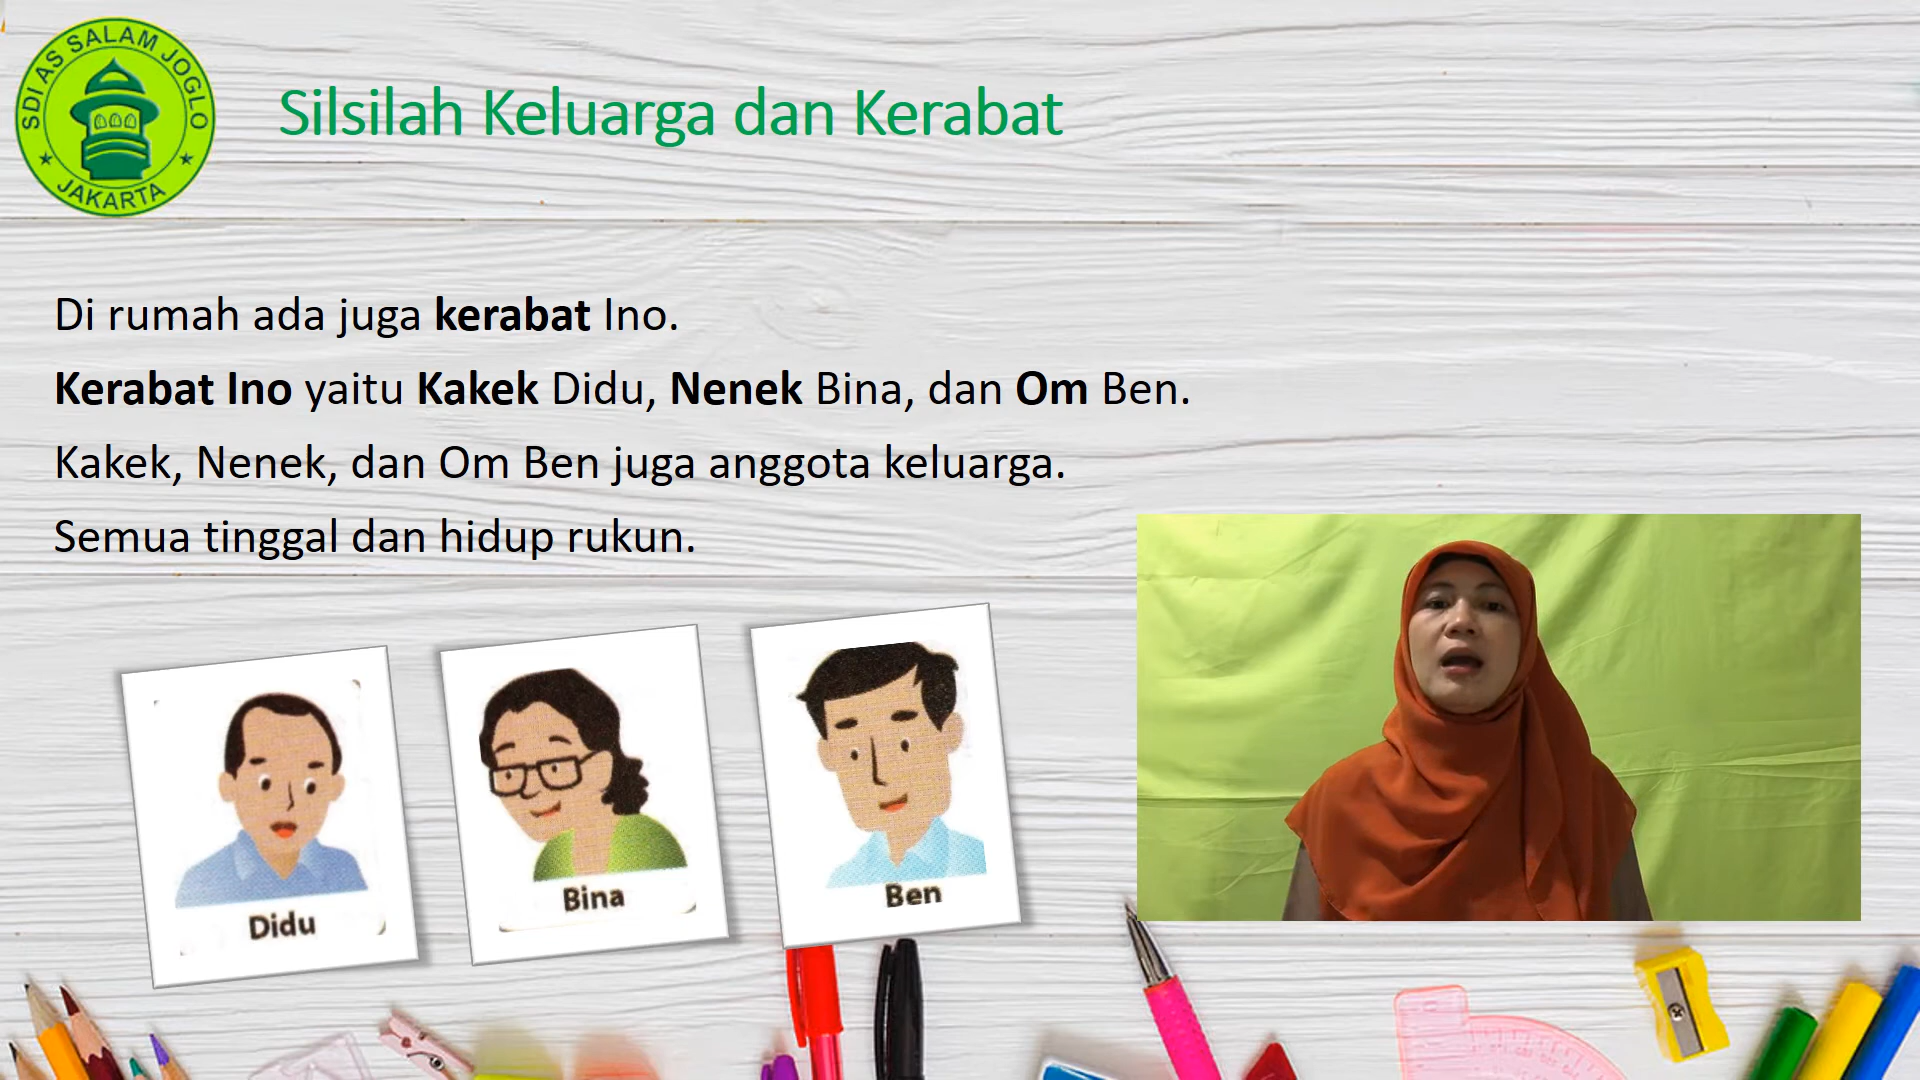 SDI AS SALAM JOGLO
JAKARTA
Silsilah Keluarga dan Kerabat
Di rumah ada juga kerabat Ino.
Kerabat Ino yaitu Kakek Didu, Nenek Bina, dan Om Ben.
Kakek, Nenek, dan Om Ben juga anggota keluarga.
Semua tinggal dan hidup rukun.
Didu
Bina
Ben